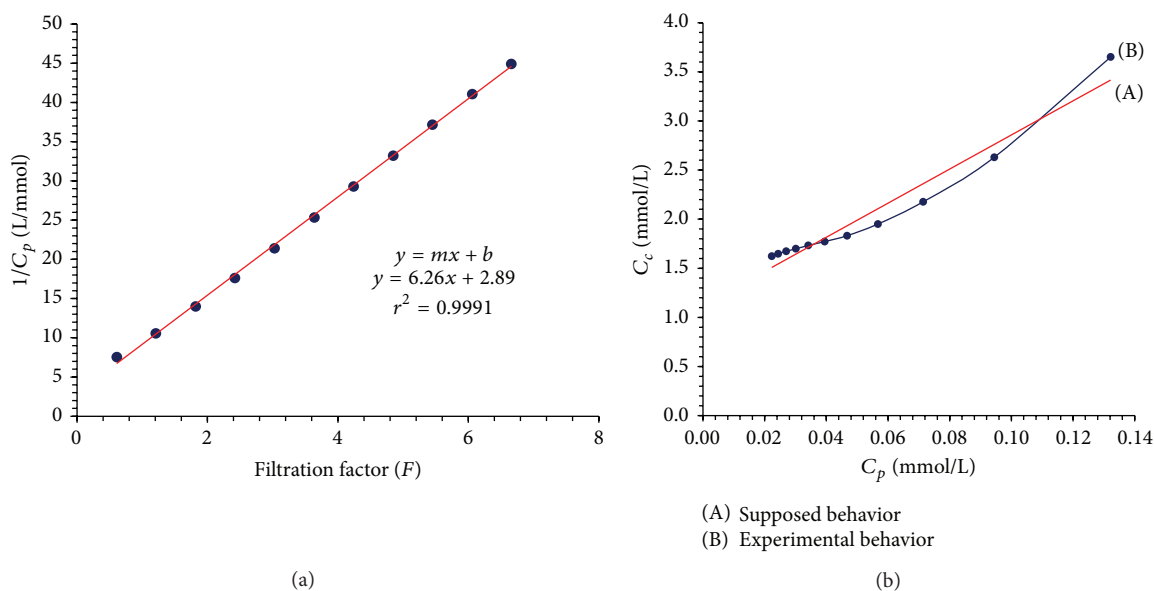 50
45
40
35
30
25
20
15
10
5
0
1/C_p (L/mmol)
y = mx + b
y = 6.26x + 2.89
r² = 0.9991
0 2 4 6 8
Filtration factor (F)
(a)
4.0
3.5
3.0
2.5
2.0
1.5
1.0
0.5
0.0
C_c (mmol/L)
(B)
(A)
0.00 0.02 0.04 0.06 0.08 0.10 0.12 0.14
C_p (mmol/L)
(A) Supposed behavior
(B) Experimental behavior
(b)